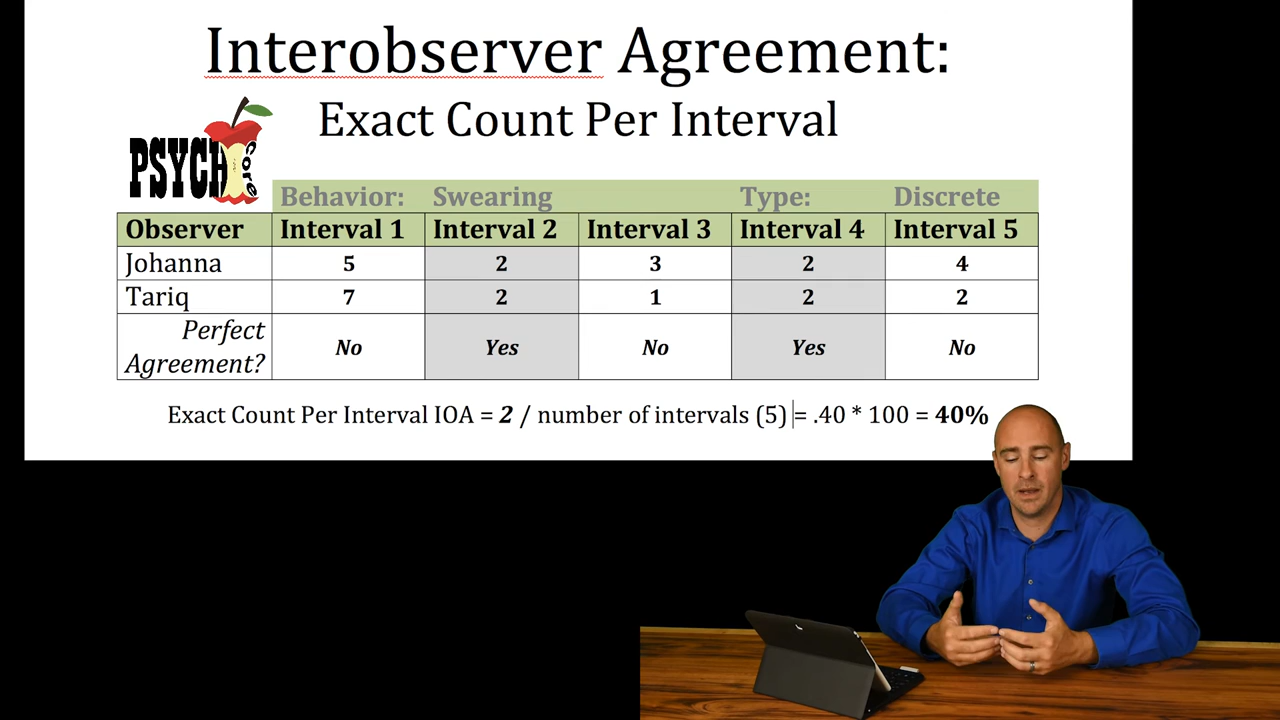 Interobserver Agreement:
Exact Count Per Interval
PSYCH Core
Behavior: Swearing Type: Discrete
Observer Interval 1 Interval 2 Interval 3 Interval 4 Interval 5
Johanna 5 2 3 2 4
Tariq 7 2 1 2 2
Perfect
Agreement? No Yes No Yes No
Exact Count Per Interval IOA = 2 / number of intervals (5) = .40 * 100 = 40%